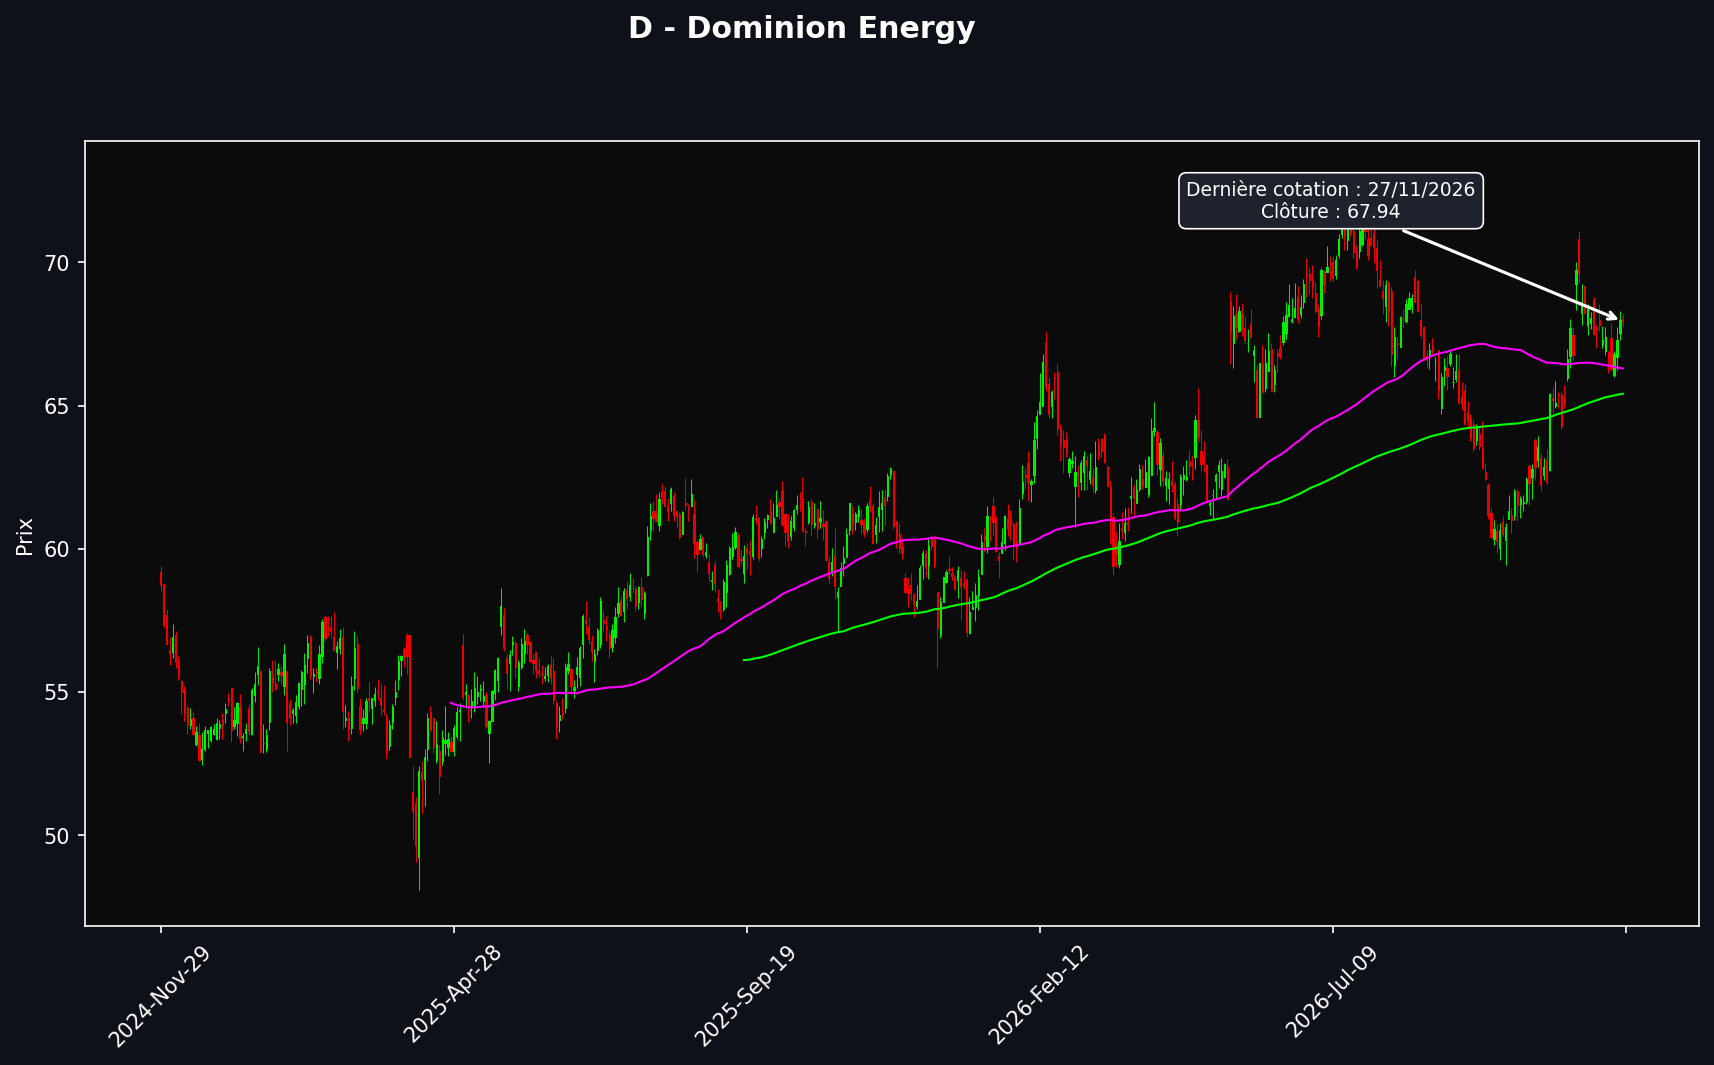 D - Dominion Energy
Dernière cotation : 27/11/2026
Clôture : 67.94
Prix
70
65
60
55
50
2024-Nov-29
2025-Apr-28
2025-Sep-19
2026-Feb-12
2026-Jul-09